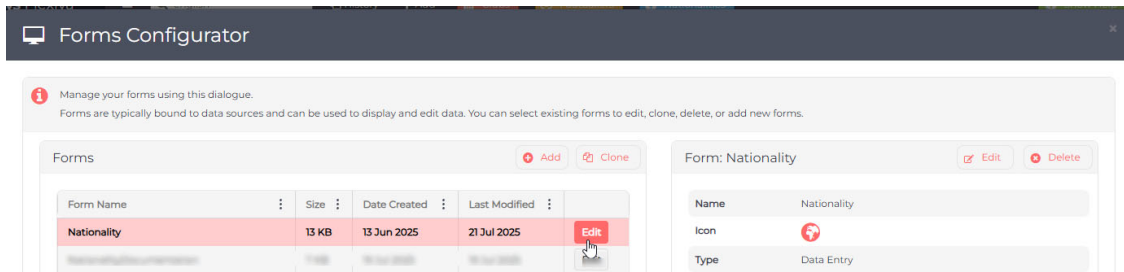 Forms Configurator
Manage your forms using this dialogue.
Forms are typically bound to data sources and can be used to display and edit data. You can select existing forms to edit, clone, delete, or add new forms.
Forms Add Clone
Form Name Size Date Created Last Modified
Nationality 13 KB 13 Jun 2025 21 Jul 2025 Edit
Form: Nationality Edit Delete
Name Nationality
Icon
Type Data Entry